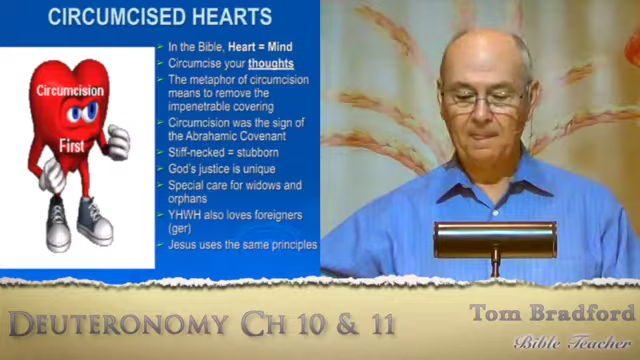 CIRCUMCISED HEARTS
Circumcision
First
In the Bible, Heart = Mind
Circumcise your thoughts
The metaphor of circumcision
means to remove the
impenetrable covering
Circumcision was the sign of
the Abrahamic Covenant
Stiff-necked = stubborn
God's justice is unique
Special care for widows and
orphans
YHWH also loves foreigners
(ger)
Jesus uses the same principles
Deuteronomy Ch 10 & 11
Tom Bradford
Bible Teacher